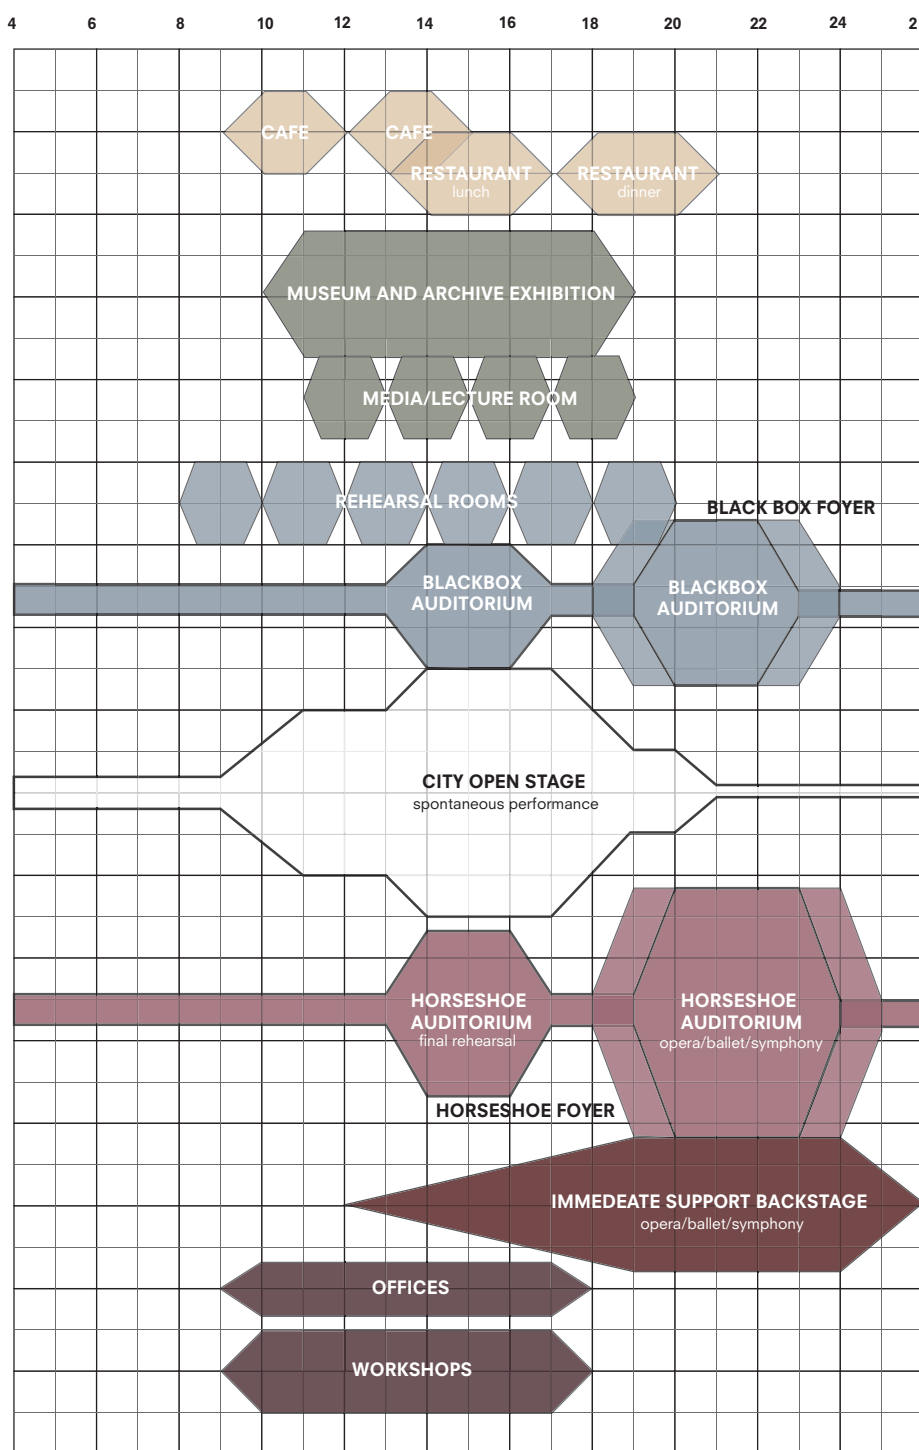 4 6 8 10 12 14 16 18 20 22 24 2
CAFE CAFE
RESTAURANT RESTAURANT
lunch dinner
MUSEUM AND ARCHIVE EXHIBITION
MEDIA/LECTURE ROOM
REHEARSAL ROOMS
BLACK BOX FOYER
BLACKBOX
AUDITORIUM
BLACKBOX
AUDITORIUM
CITY OPEN STAGE
spontaneous performance
HORSESHOE
AUDITORIUM
final rehearsal
HORSESHOE
AUDITORIUM
opera/ballet/symphony
HORSESHOE FOYER
IMMEDEATE SUPPORT BACKSTAGE
opera/ballet/symphony
OFFICES
WORKSHOPS